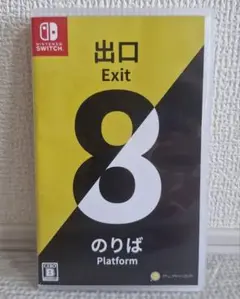 NINTENDO
SWITCH
出口
Exit
8
のりば
Platform